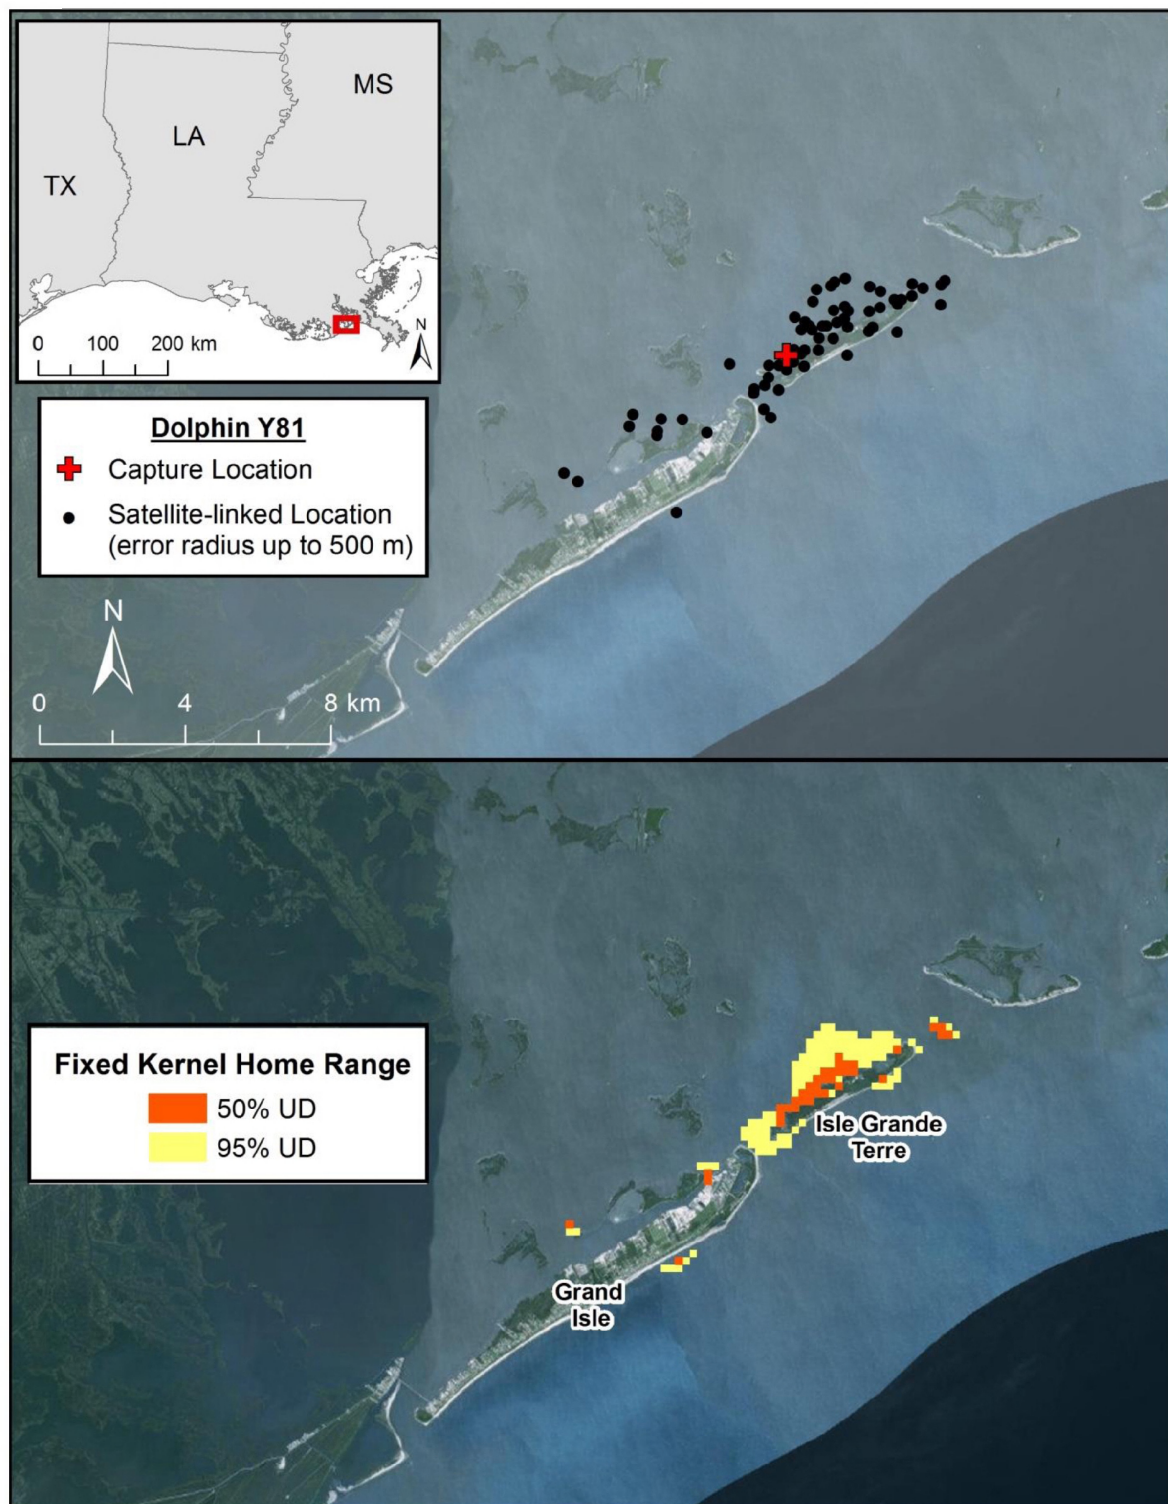 MS
LA
TX
N
0 100 200 km
Dolphin Y81
Capture Location
Satellite-linked Location
(error radius up to 500 m)
N
0 4 8 km
Fixed Kernel Home Range
50% UD
95% UD
Isle Grande
Terre
Grand
Isle